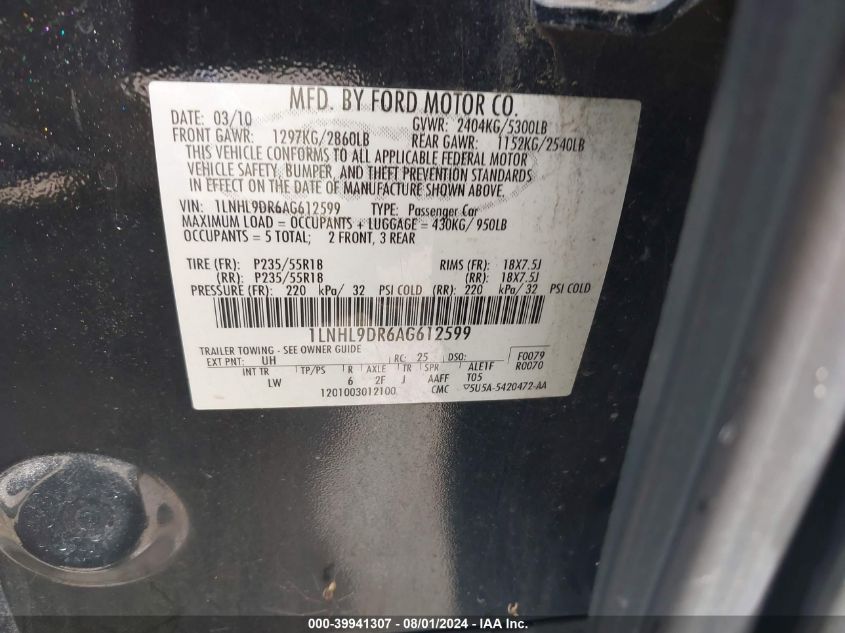 MFD. BY FORD MOTOR CO.
DATE: 03/10 GVWR: 2404KG/5300LB
FRONT GAWR: 1297KG/2860LB REAR GAWR: 1152KG/2540LB
THIS VEHICLE CONFORMS TO ALL APPLICABLE FEDERAL MOTOR
VEHICLE SAFETY, BUMPER, AND THEFT PREVENTION STANDARDS
IN EFFECT ON THE DATE OF MANUFACTURE SHOWN ABOVE.
VIN: 1LNHL9DR6AG612599 TYPE: Passenger Car
MAXIMUM LOAD = OCCUPANTS + LUGGAGE = 430KG/ 950LB
OCCUPANTS = 5 TOTAL; 2 FRONT, 3 REAR
TIRE (FR): P235/55R18 RIMS (FR): 18X7.5J
(RR): P235/55R18 (RR): 18X7.5J
PRESSURE (FR): 220 kPa/ 32 PSI COLD (RR): 220 kPa/ 32 PSI COLD
1LNHL9DR6AG612599
TRAILER TOWING - SEE OWNER GUIDE
EXT PNT: UH RC: 25 DSO: F0079
R0070
INT TR TP/PS R AXLE TR SPR ALE1F
LW 6 2F J AAFF T05
1201003012100 CMC 5U5A-5420472-AA
000-39941307 - 08/01/2024 - COPART, Inc.